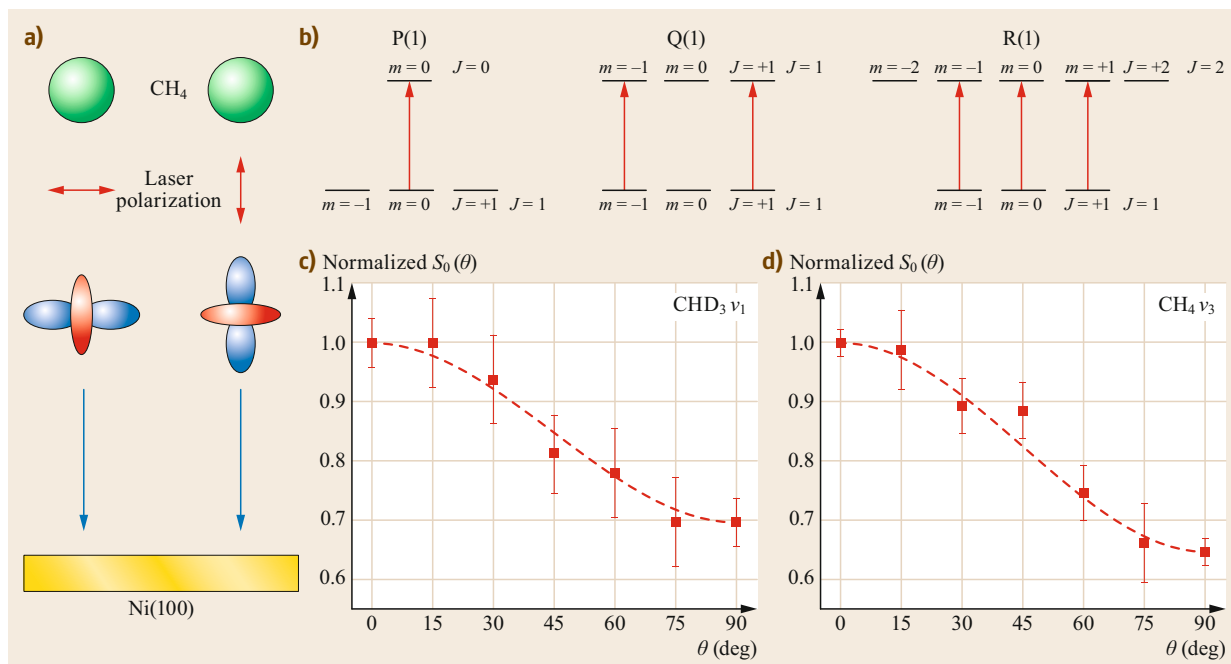 a)
CH₄
Laser
polarization
Ni(100)
b)
P(1) Q(1) R(1)
m = 0 J = 0
m = –1 m = 0 J = +1 J = 1
m = –2 m = –1 m = 0 m = +1 J = +2 J = 2
m = –1 m = 0 J = +1 J = 1
m = –1 m = 0 J = +1 J = 1
m = –1 m = 0 J = +1 J = 1
c) Normalized S₀(θ)
1.1
1.0
0.9
0.8
0.7
0.6
CHD₃ ν₁
0 15 30 45 60 75 90
θ (deg)
d) Normalized S₀(θ)
1.1
1.0
0.9
0.8
0.7
0.6
CH₄ ν₃
0 15 30 45 60 75 90
θ (deg)